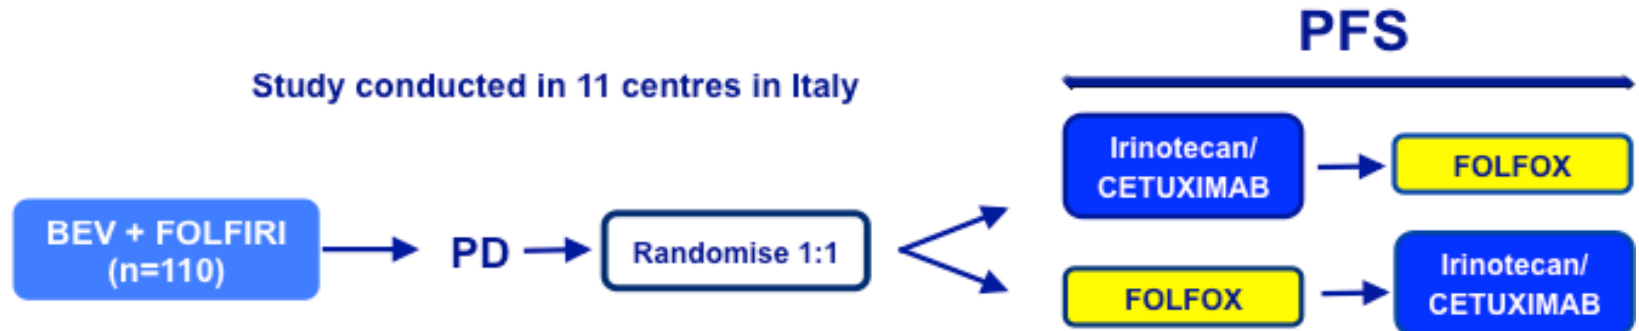 PFS
Study conducted in 11 centres in Italy
Irinotecan/
CETUXIMAB
FOLFOX
BEV + FOLFIRI
(n=110)
PD
Randomise 1:1
FOLFOX
Irinotecan/
CETUXIMAB